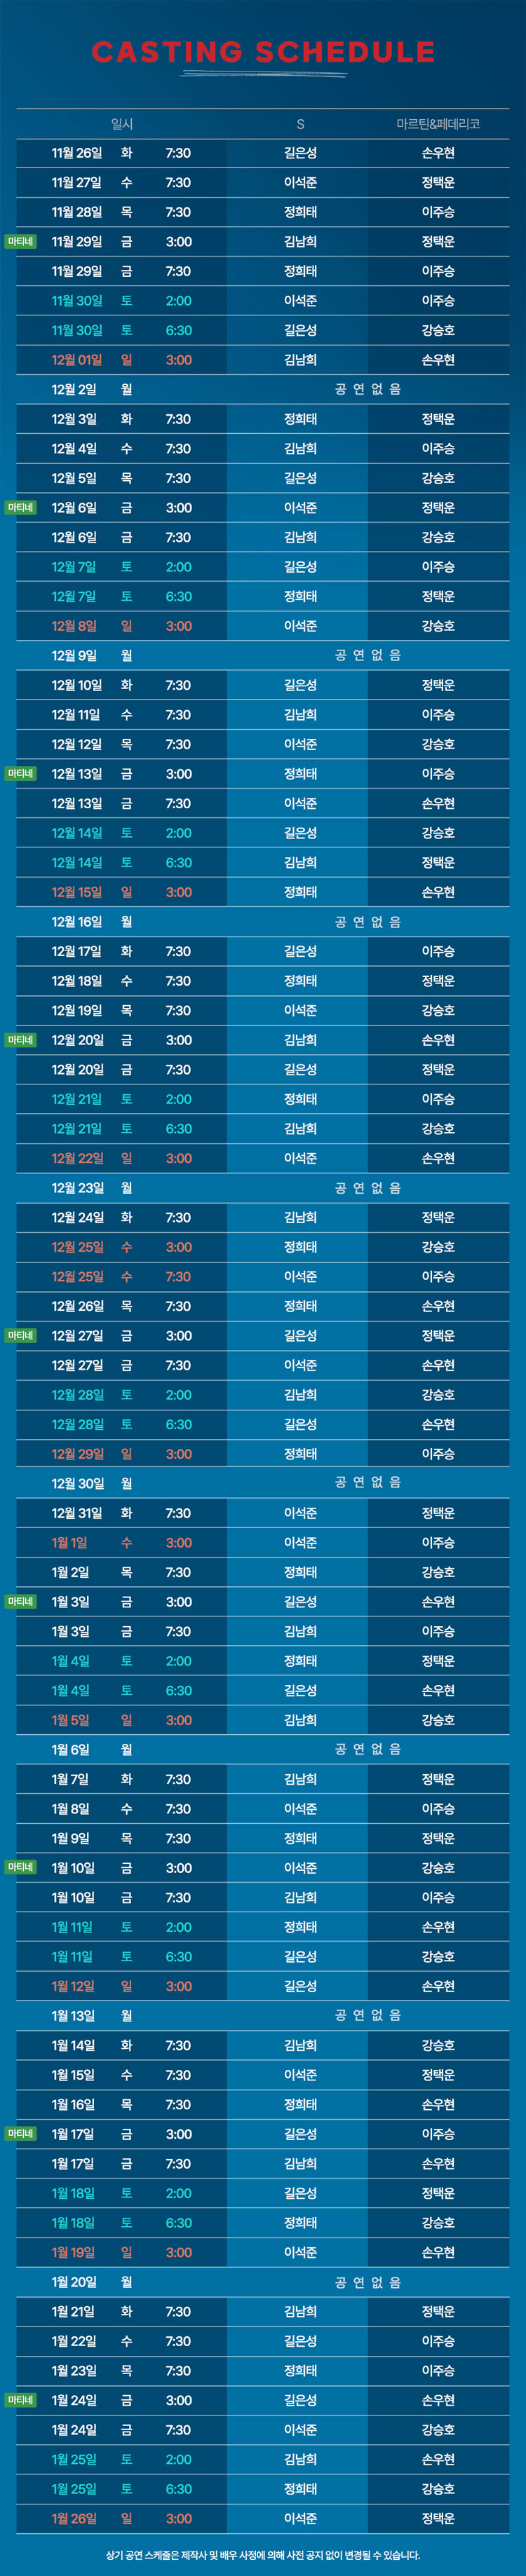 CASTING SCHEDULE
일시 S 마르틴&페데리코
11월 26일 화 7:30 길은성 손우현
11월 27일 수 7:30 이석준 정택운
11월 28일 목 7:30 정희태 이주승
마티네 11월 29일 금 3:00 김남희 정택운
11월 29일 금 7:30 정희태 이주승
11월 30일 토 2:00 이석준 이주승
11월 30일 토 6:30 길은성 강승호
12월 01일 일 3:00 김남희 손우현
12월 2일 월 공 연 없 음
12월 3일 화 7:30 정희태 정택운
12월 4일 수 7:30 김남희 이주승
12월 5일 목 7:30 길은성 강승호
마티네 12월 6일 금 3:00 이석준 정택운
12월 6일 금 7:30 김남희 강승호
12월 7일 토 2:00 길은성 이주승
12월 7일 토 6:30 정희태 정택운
12월 8일 일 3:00 이석준 강승호
12월 9일 월 공 연 없 음
12월 10일 화 7:30 길은성 정택운
12월 11일 수 7:30 김남희 이주승
12월 12일 목 7:30 이석준 강승호
마티네 12월 13일 금 3:00 정희태 이주승
12월 13일 금 7:30 이석준 손우현
12월 14일 토 2:00 길은성 강승호
12월 14일 토 6:30 김남희 정택운
12월 15일 일 3:00 정희태 손우현
12월 16일 월 공 연 없 음
12월 17일 화 7:30 길은성 이주승
12월 18일 수 7:30 정희태 정택운
12월 19일 목 7:30 이석준 강승호
마티네 12월 20일 금 3:00 김남희 손우현
12월 20일 금 7:30 길은성 정택운
12월 21일 토 2:00 정희태 이주승
12월 21일 토 6:30 김남희 강승호
12월 22일 일 3:00 이석준 손우현
12월 23일 월 공 연 없 음
12월 24일 화 7:30 김남희 정택운
12월 25일 수 3:00 정희태 강승호
12월 25일 수 7:30 이석준 이주승
12월 26일 목 7:30 정희태 손우현
마티네 12월 27일 금 3:00 길은성 정택운
12월 27일 금 7:30 이석준 손우현
12월 28일 토 2:00 김남희 강승호
12월 28일 토 6:30 길은성 손우현
12월 29일 일 3:00 정희태 이주승
12월 30일 월 공 연 없 음
12월 31일 화 7:30 이석준 정택운
1월 1일 수 3:00 이석준 이주승
1월 2일 목 7:30 정희태 강승호
마티네 1월 3일 금 3:00 길은성 손우현
1월 3일 금 7:30 김남희 이주승
1월 4일 토 2:00 정희태 정택운
1월 4일 토 6:30 길은성 손우현
1월 5일 일 3:00 김남희 강승호
1월 6일 월 공 연 없 음
1월 7일 화 7:30 김남희 정택운
1월 8일 수 7:30 이석준 이주승
1월 9일 목 7:30 정희태 정택운
마티네 1월 10일 금 3:00 이석준 강승호
1월 10일 금 7:30 김남희 이주승
1월 11일 토 2:00 정희태 손우현
1월 11일 토 6:30 길은성 강승호
1월 12일 일 3:00 길은성 손우현
1월 13일 월 공 연 없 음
1월 14일 화 7:30 김남희 강승호
1월 15일 수 7:30 이석준 정택운
1월 16일 목 7:30 정희태 손우현
마티네 1월 17일 금 3:00 길은성 이주승
1월 17일 금 7:30 김남희 손우현
1월 18일 토 2:00 길은성 정택운
1월 18일 토 6:30 정희태 강승호
1월 19일 일 3:00 이석준 손우현
1월 20일 월 공 연 없 음
1월 21일 화 7:30 김남희 정택운
1월 22일 수 7:30 길은성 이주승
1월 23일 목 7:30 정희태 이주승
마티네 1월 24일 금 3:00 길은성 손우현
1월 24일 금 7:30 이석준 강승호
1월 25일 토 2:00 김남희 손우현
1월 25일 토 6:30 정희태 강승호
1월 26일 일 3:00 이석준 정택운
상기 공연 스케줄은 제작사 및 배우 사정에 의해 사전 공지 없이 변경될 수 있습니다.